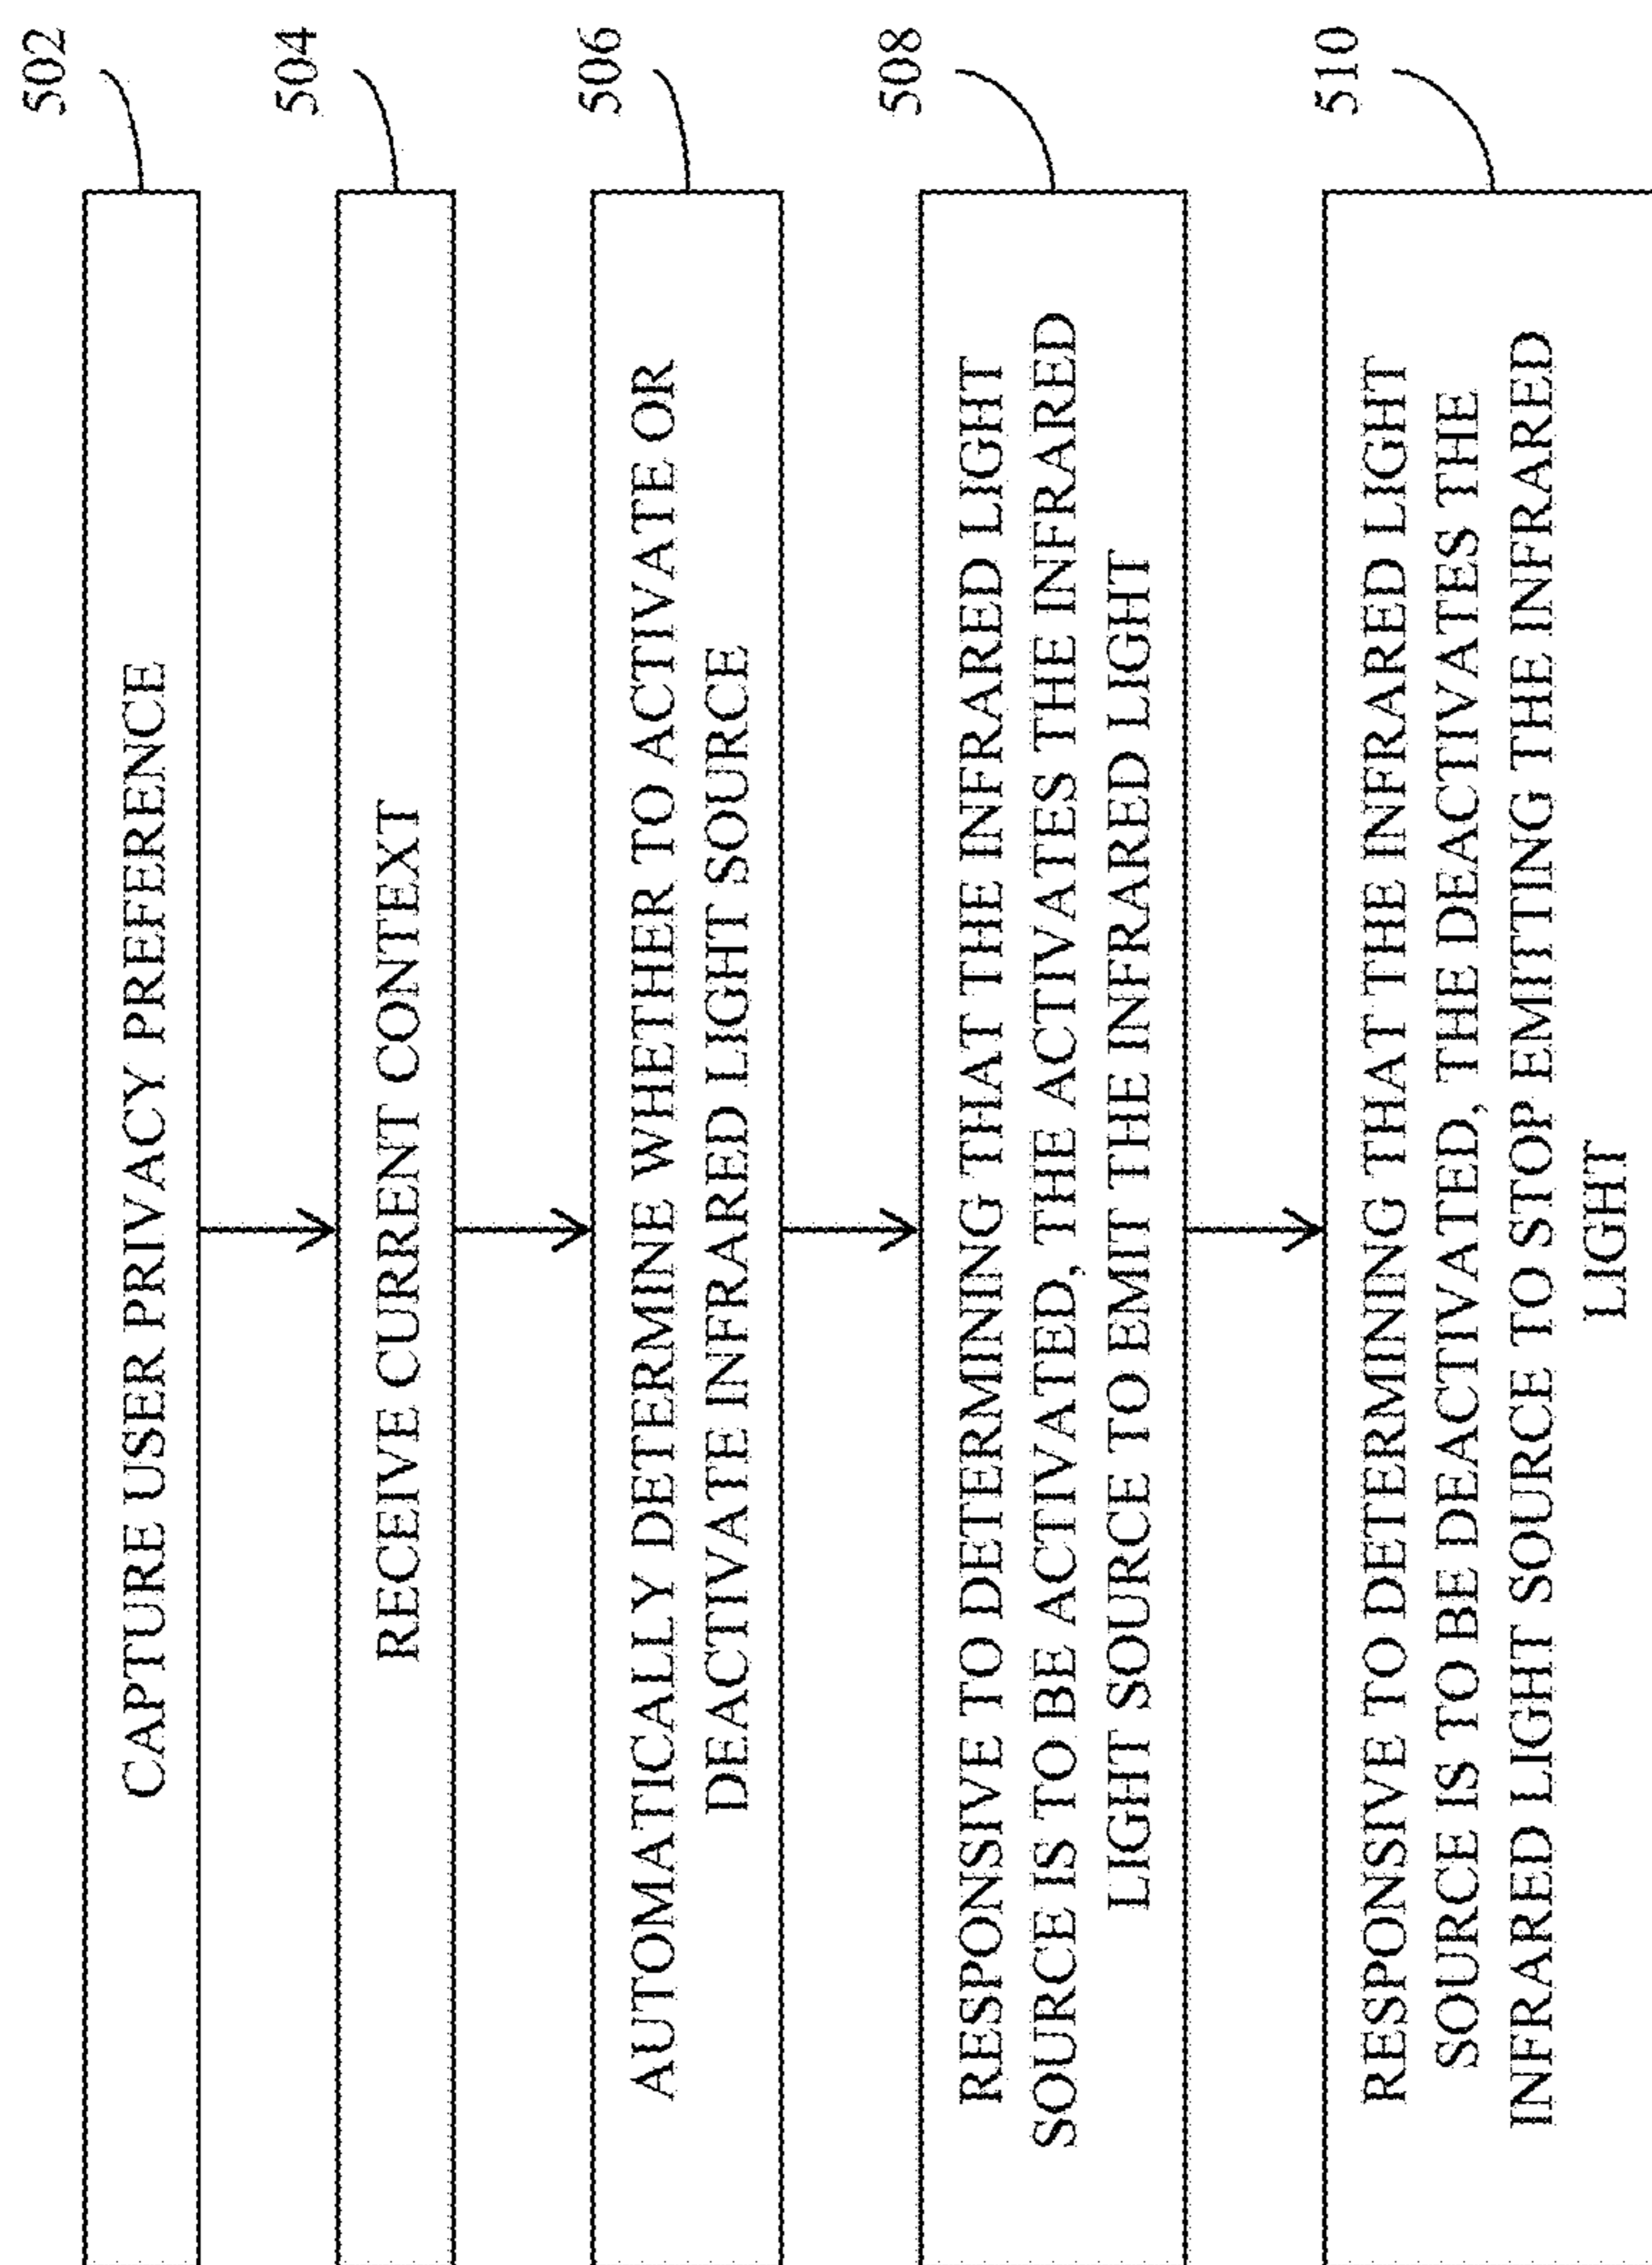 502
CAPTURE USER PRIVACY PREFERENCE
504
RECEIVE CURRENT CONTEXT
506
AUTOMATICALLY DETERMINE WHETHER TO ACTIVATE OR
DEACTIVATE INFRARED LIGHT SOURCE
508
RESPONSIVE TO DETERMINING THAT THE INFRARED LIGHT
SOURCE IS TO BE ACTIVATED, THE ACTIVATES THE INFRARED
LIGHT SOURCE TO EMIT THE INFRARED LIGHT
510
RESPONSIVE TO DETERMINING THAT THE INFRARED LIGHT
SOURCE IS TO BE DEACTIVATED, THE DEACTIVATES THE
INFRARED LIGHT SOURCE TO STOP EMITTING THE INFRARED
LIGHT